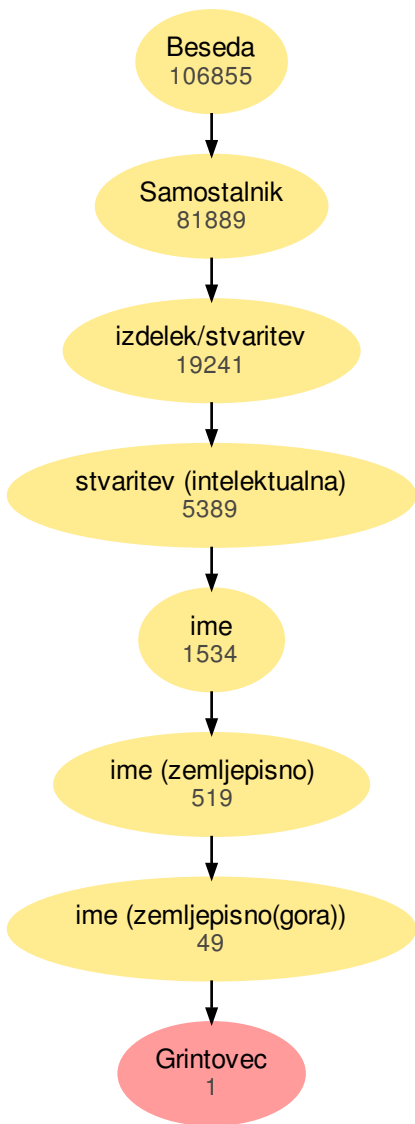 Beseda
106855
Samostalnik
81889
izdelek/stvaritev
19241
stvaritev (intelektualna)
5389
ime
1534
ime (zemljepisno)
519
ime (zemljepisno(gora))
49
Grintovec
1